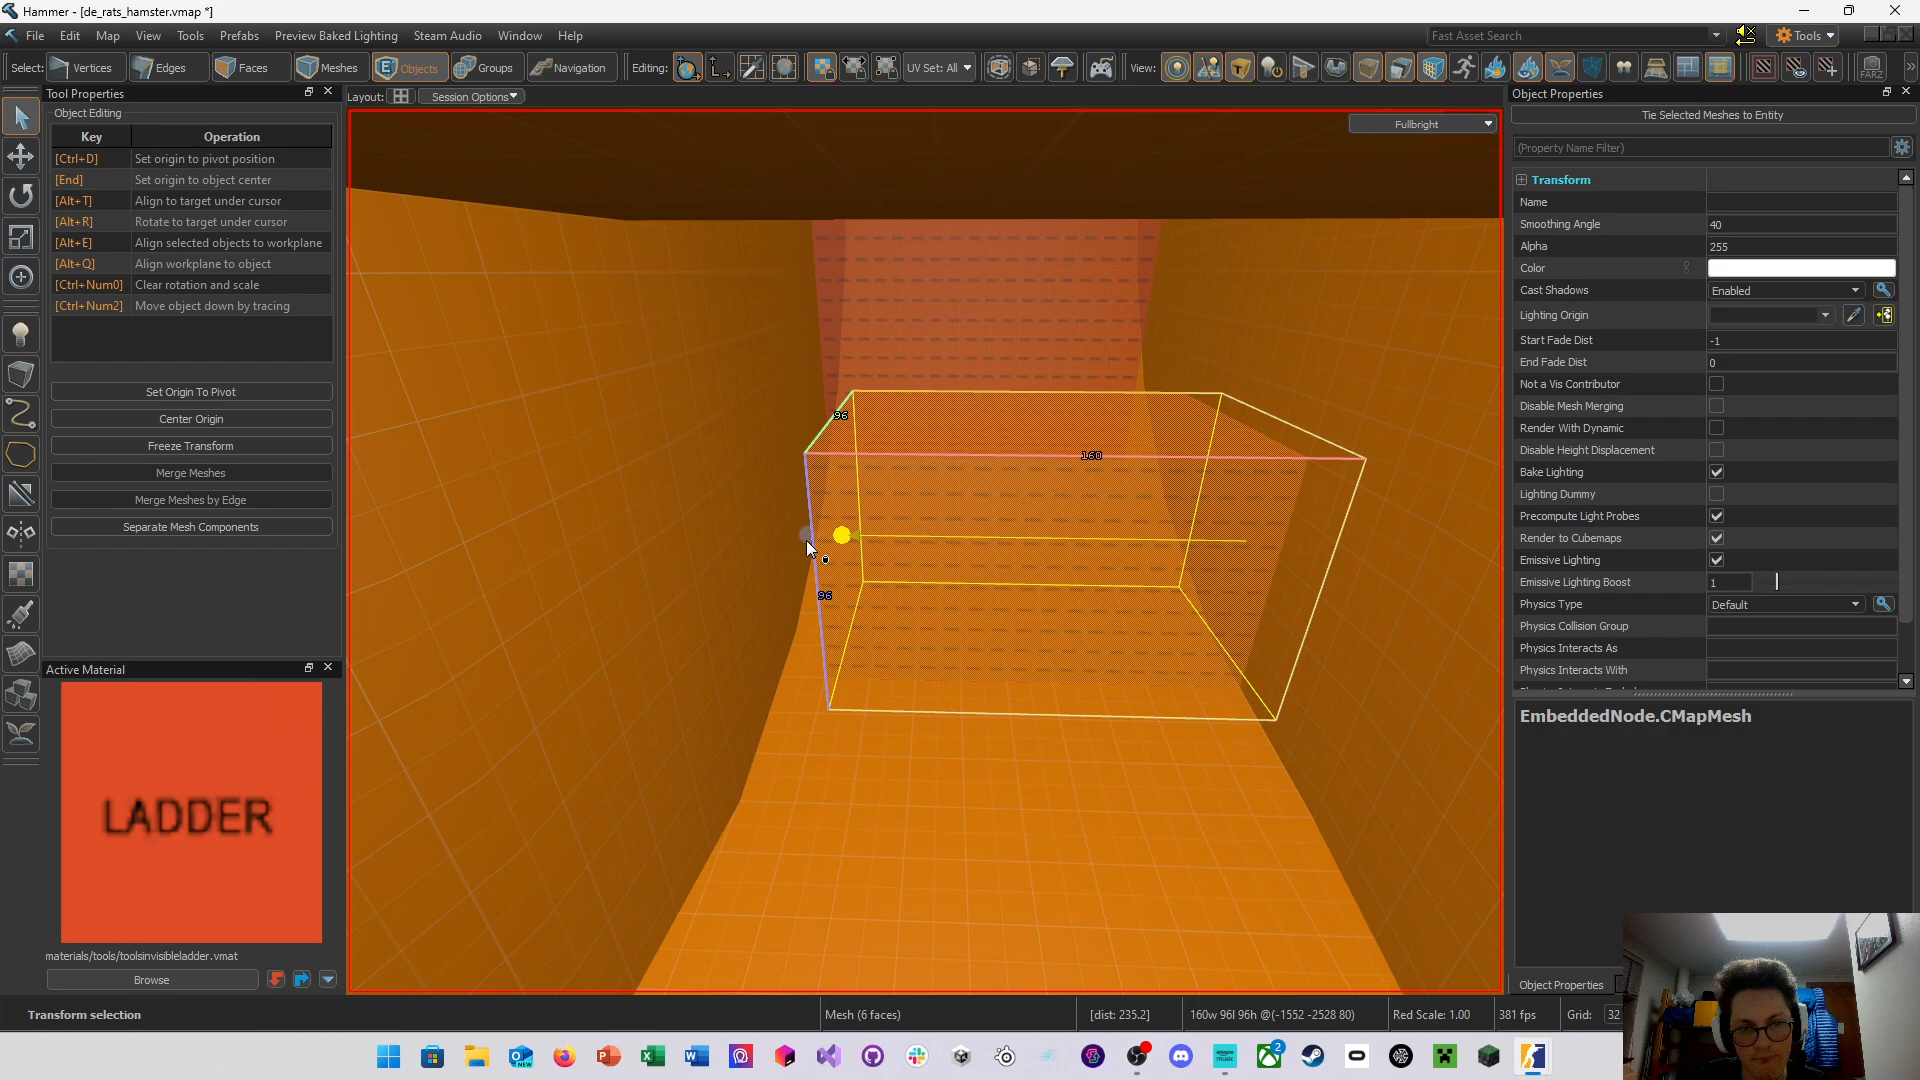 Hammer - [de_rats_hamster.vmap *]
File Edit Map View Tools Prefabs Preview Baked Lighting Steam Audio Window Help
Fast Asset Search
Tools
Select: Vertices Edges Faces Meshes Objects Groups Navigation
Editing: UV Set: All
View:
FARZ
Tool Properties
Object Editing
Key Operation
[Ctrl+D] Set origin to pivot position
[End] Set origin to object center
[Alt+T] Align to target under cursor
[Alt+R] Rotate to target under cursor
[Alt+E] Align selected objects to workplane
[Alt+Q] Align workplane to object
[Ctrl+Num0] Clear rotation and scale
[Ctrl+Num2] Move object down by tracing
Set Origin To Pivot
Center Origin
Freeze Transform
Merge Meshes
Merge Meshes by Edge
Separate Mesh Components
Active Material
LADDER
materials/tools/toolsinvisibleladder.vmat
Browse
Layout: Session Options
Fullbright
96
160
0
96
Object Properties
Tie Selected Meshes to Entity
(Property Name Filter)
Transform
Name
Smoothing Angle 40
Alpha 255
Color
Cast Shadows Enabled
Lighting Origin
Start Fade Dist -1
End Fade Dist 0
Not a Vis Contributor
Disable Mesh Merging
Render With Dynamic
Disable Height Displacement
Bake Lighting
Lighting Dummy
Precompute Light Probes
Render to Cubemaps
Emissive Lighting
Emissive Lighting Boost 1
Physics Type Default
Physics Collision Group
Physics Interacts As
Physics Interacts With
EmbeddedNode.CMapMesh
Object Properties
Transform selection
Mesh (6 faces)
[dist: 235.2]
160w 96l 96h @(-1552 -2528 80)
Red Scale: 1.00
381 fps
Grid: 32
NEW
2